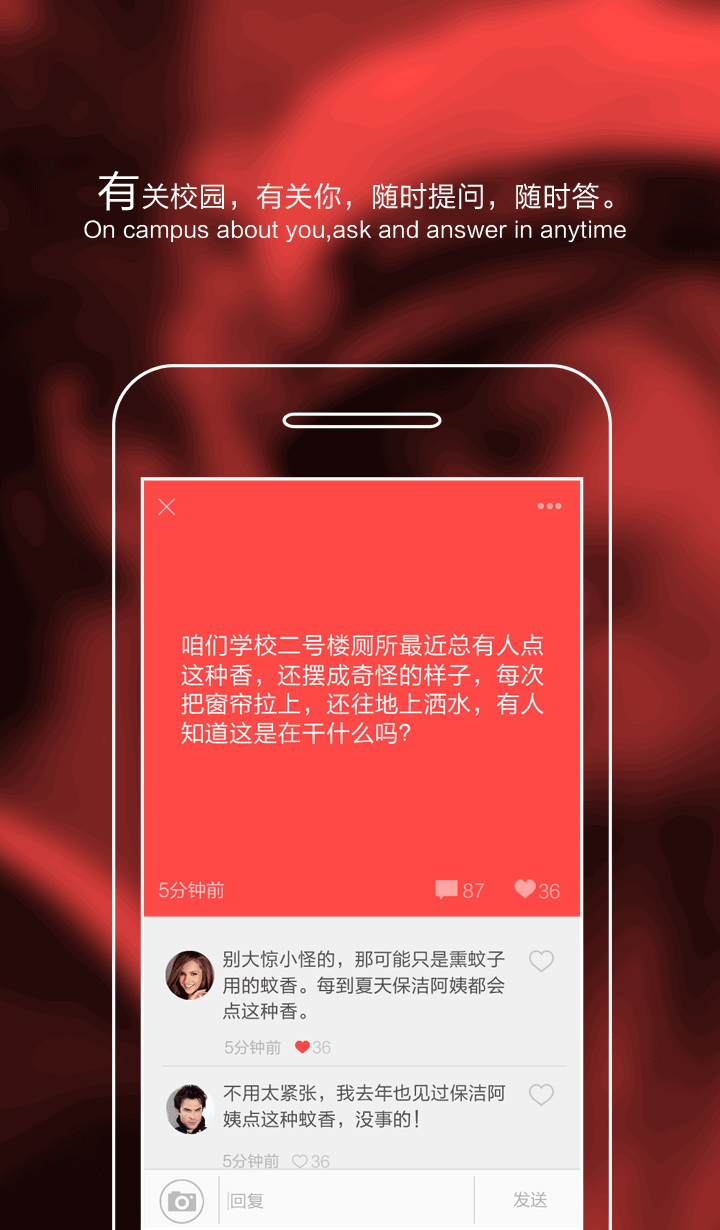 有关校园，有关你，随时提问，随时答。
On campus about you,ask and answer in anytime
咱们学校二号楼厕所最近总有人点
这种香，还摆成奇怪的样子，每次
把窗帘拉上，还往地上洒水，有人
知道这是在干什么吗？
5分钟前 87 36
别大惊小怪的，那可能只是熏蚊子
用的蚊香。每到夏天保洁阿姨都会
点这种香。
5分钟前 36
不用太紧张，我去年也见过保洁阿
姨点这种蚊香，没事的！
5分钟前 36
回复 发送